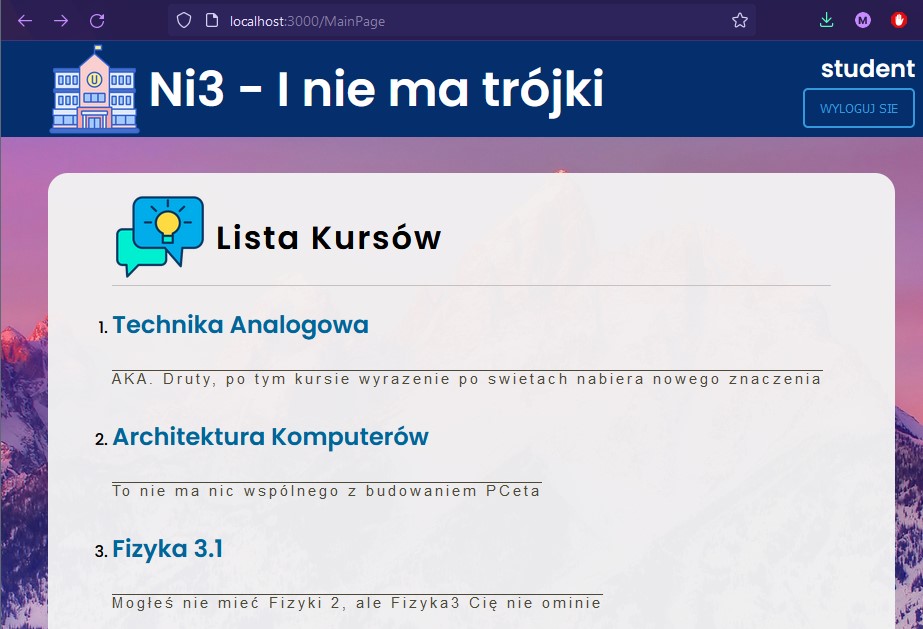 localhost:3000/MainPage
M
U
Ni3 - I nie ma trójki
student
WYLOGUJ SIE
Lista Kursów
1. Technika Analogowa
AKA. Druty, po tym kursie wyrazenie po swietach nabiera nowego znaczenia
2. Architektura Komputerów
To nie ma nic wspólnego z budowaniem PCeta
3. Fizyka 3.1
Mogłeś nie mieć Fizyki 2, ale Fizyka3 Cię nie ominie